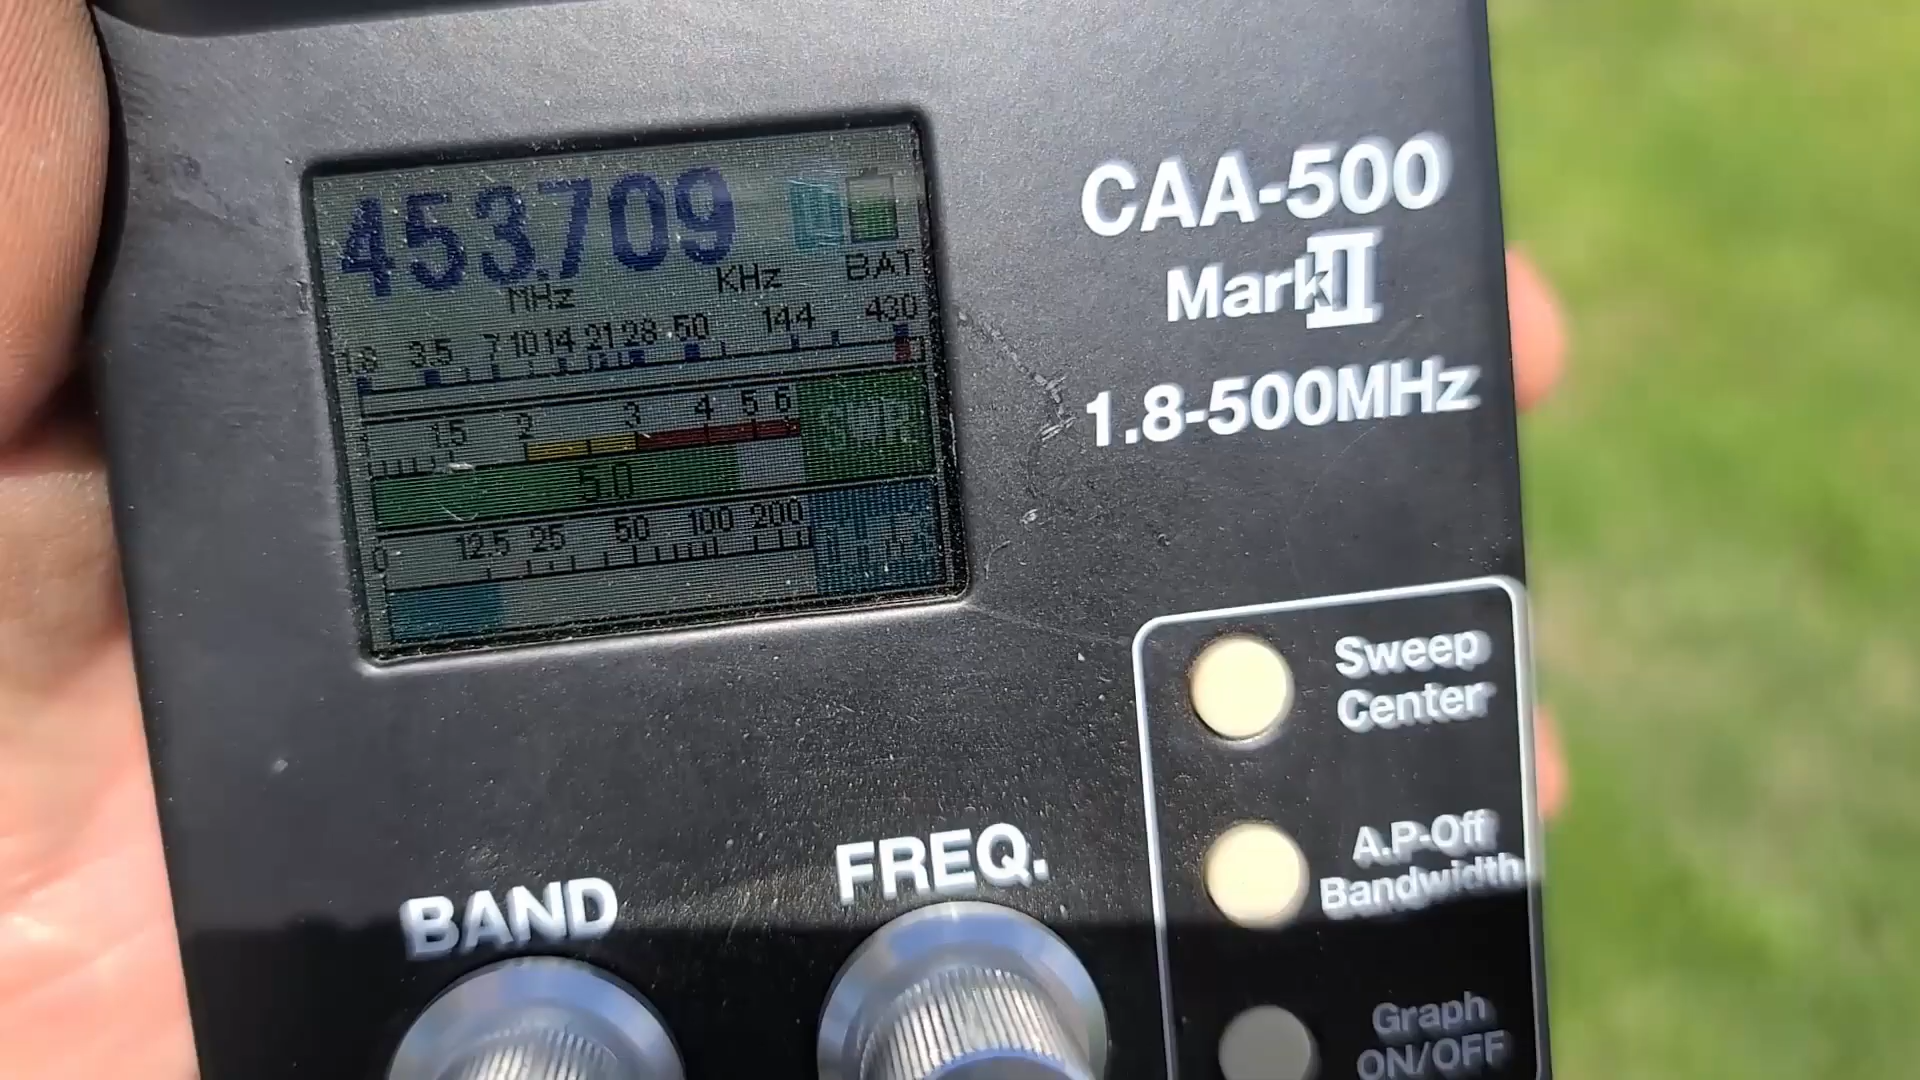 453.709
MHz KHz BAT
1.8 3.5 7 10 14 21 28 50 144 430
1.5 2 3 4 5 6 SWR
5.0
0 12.5 25 50 100 200
CAA-500
MarkII
1.8-500MHz
Sweep
Center
A.P-Off
Bandwidth
Graph
ON/OFF
BAND
FREQ.